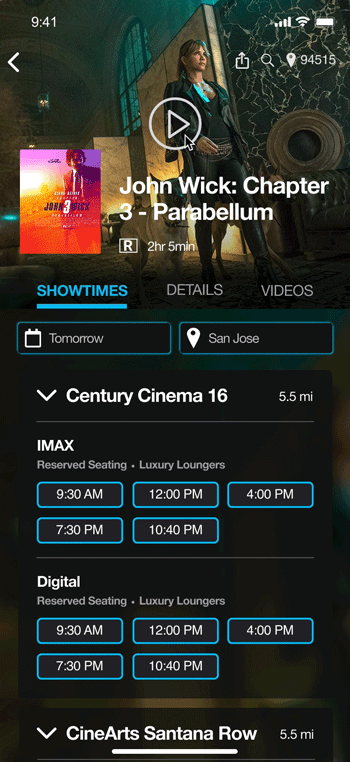 9:41
94515
JOHN WICK
3
John Wick: Chapter
3 - Parabellum
R 2hr 5min
SHOWTIMES DETAILS VIDEOS
Tomorrow San Jose
Century Cinema 16 5.5 mi
IMAX
Reserved Seating • Luxury Loungers
9:30 AM 12:00 PM 4:00 PM
7:30 PM 10:40 PM
Digital
Reserved Seating • Luxury Loungers
9:30 AM 12:00 PM 4:00 PM
7:30 PM 10:40 PM
CineArts Santana Row 5.5 mi